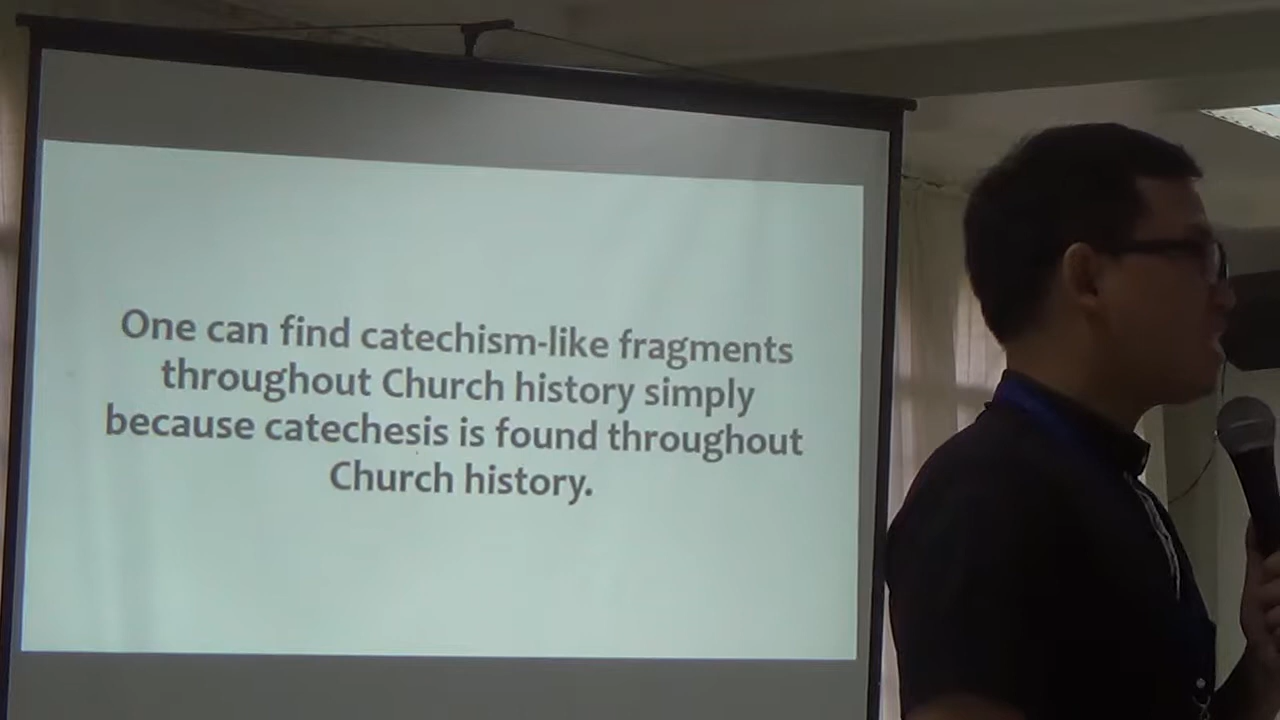 One can find catechism-like fragments
throughout Church history simply
because catechesis is found throughout
Church history.